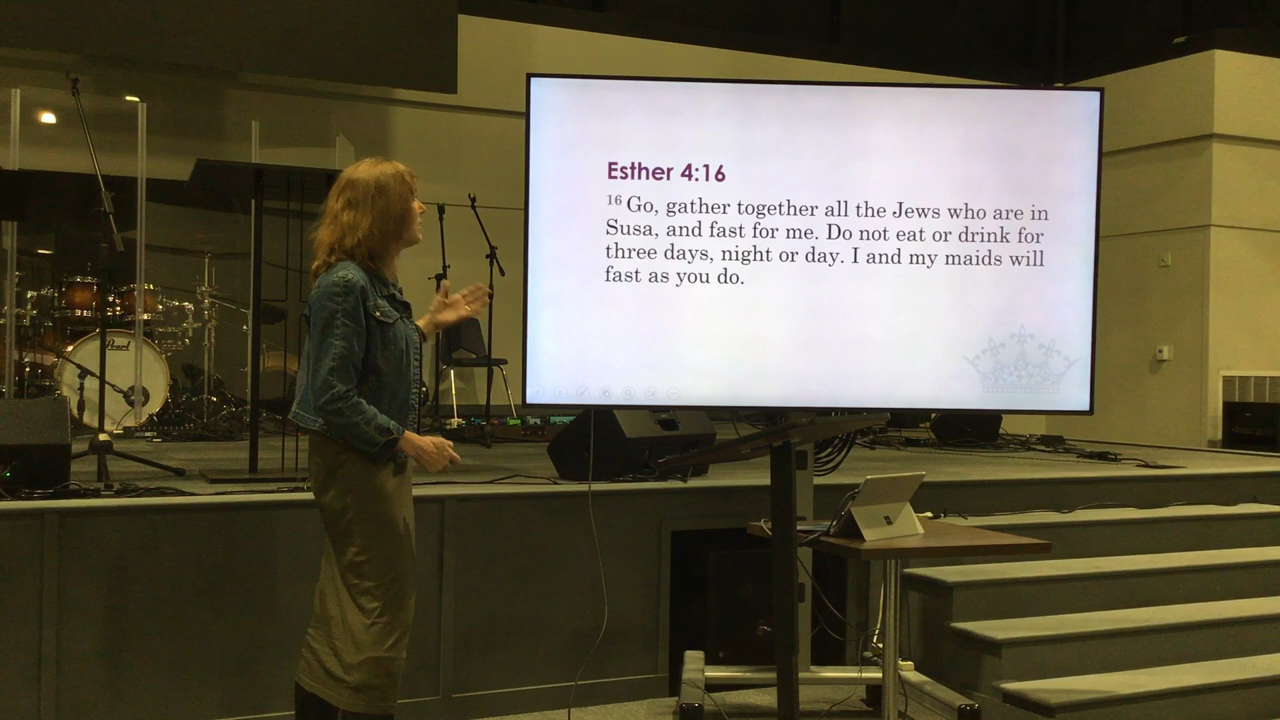 Esther 4:16
16 Go, gather together all the Jews who are in
Susa, and fast for me. Do not eat or drink for
three days, night or day. I and my maids will
fast as you do.
Pearl